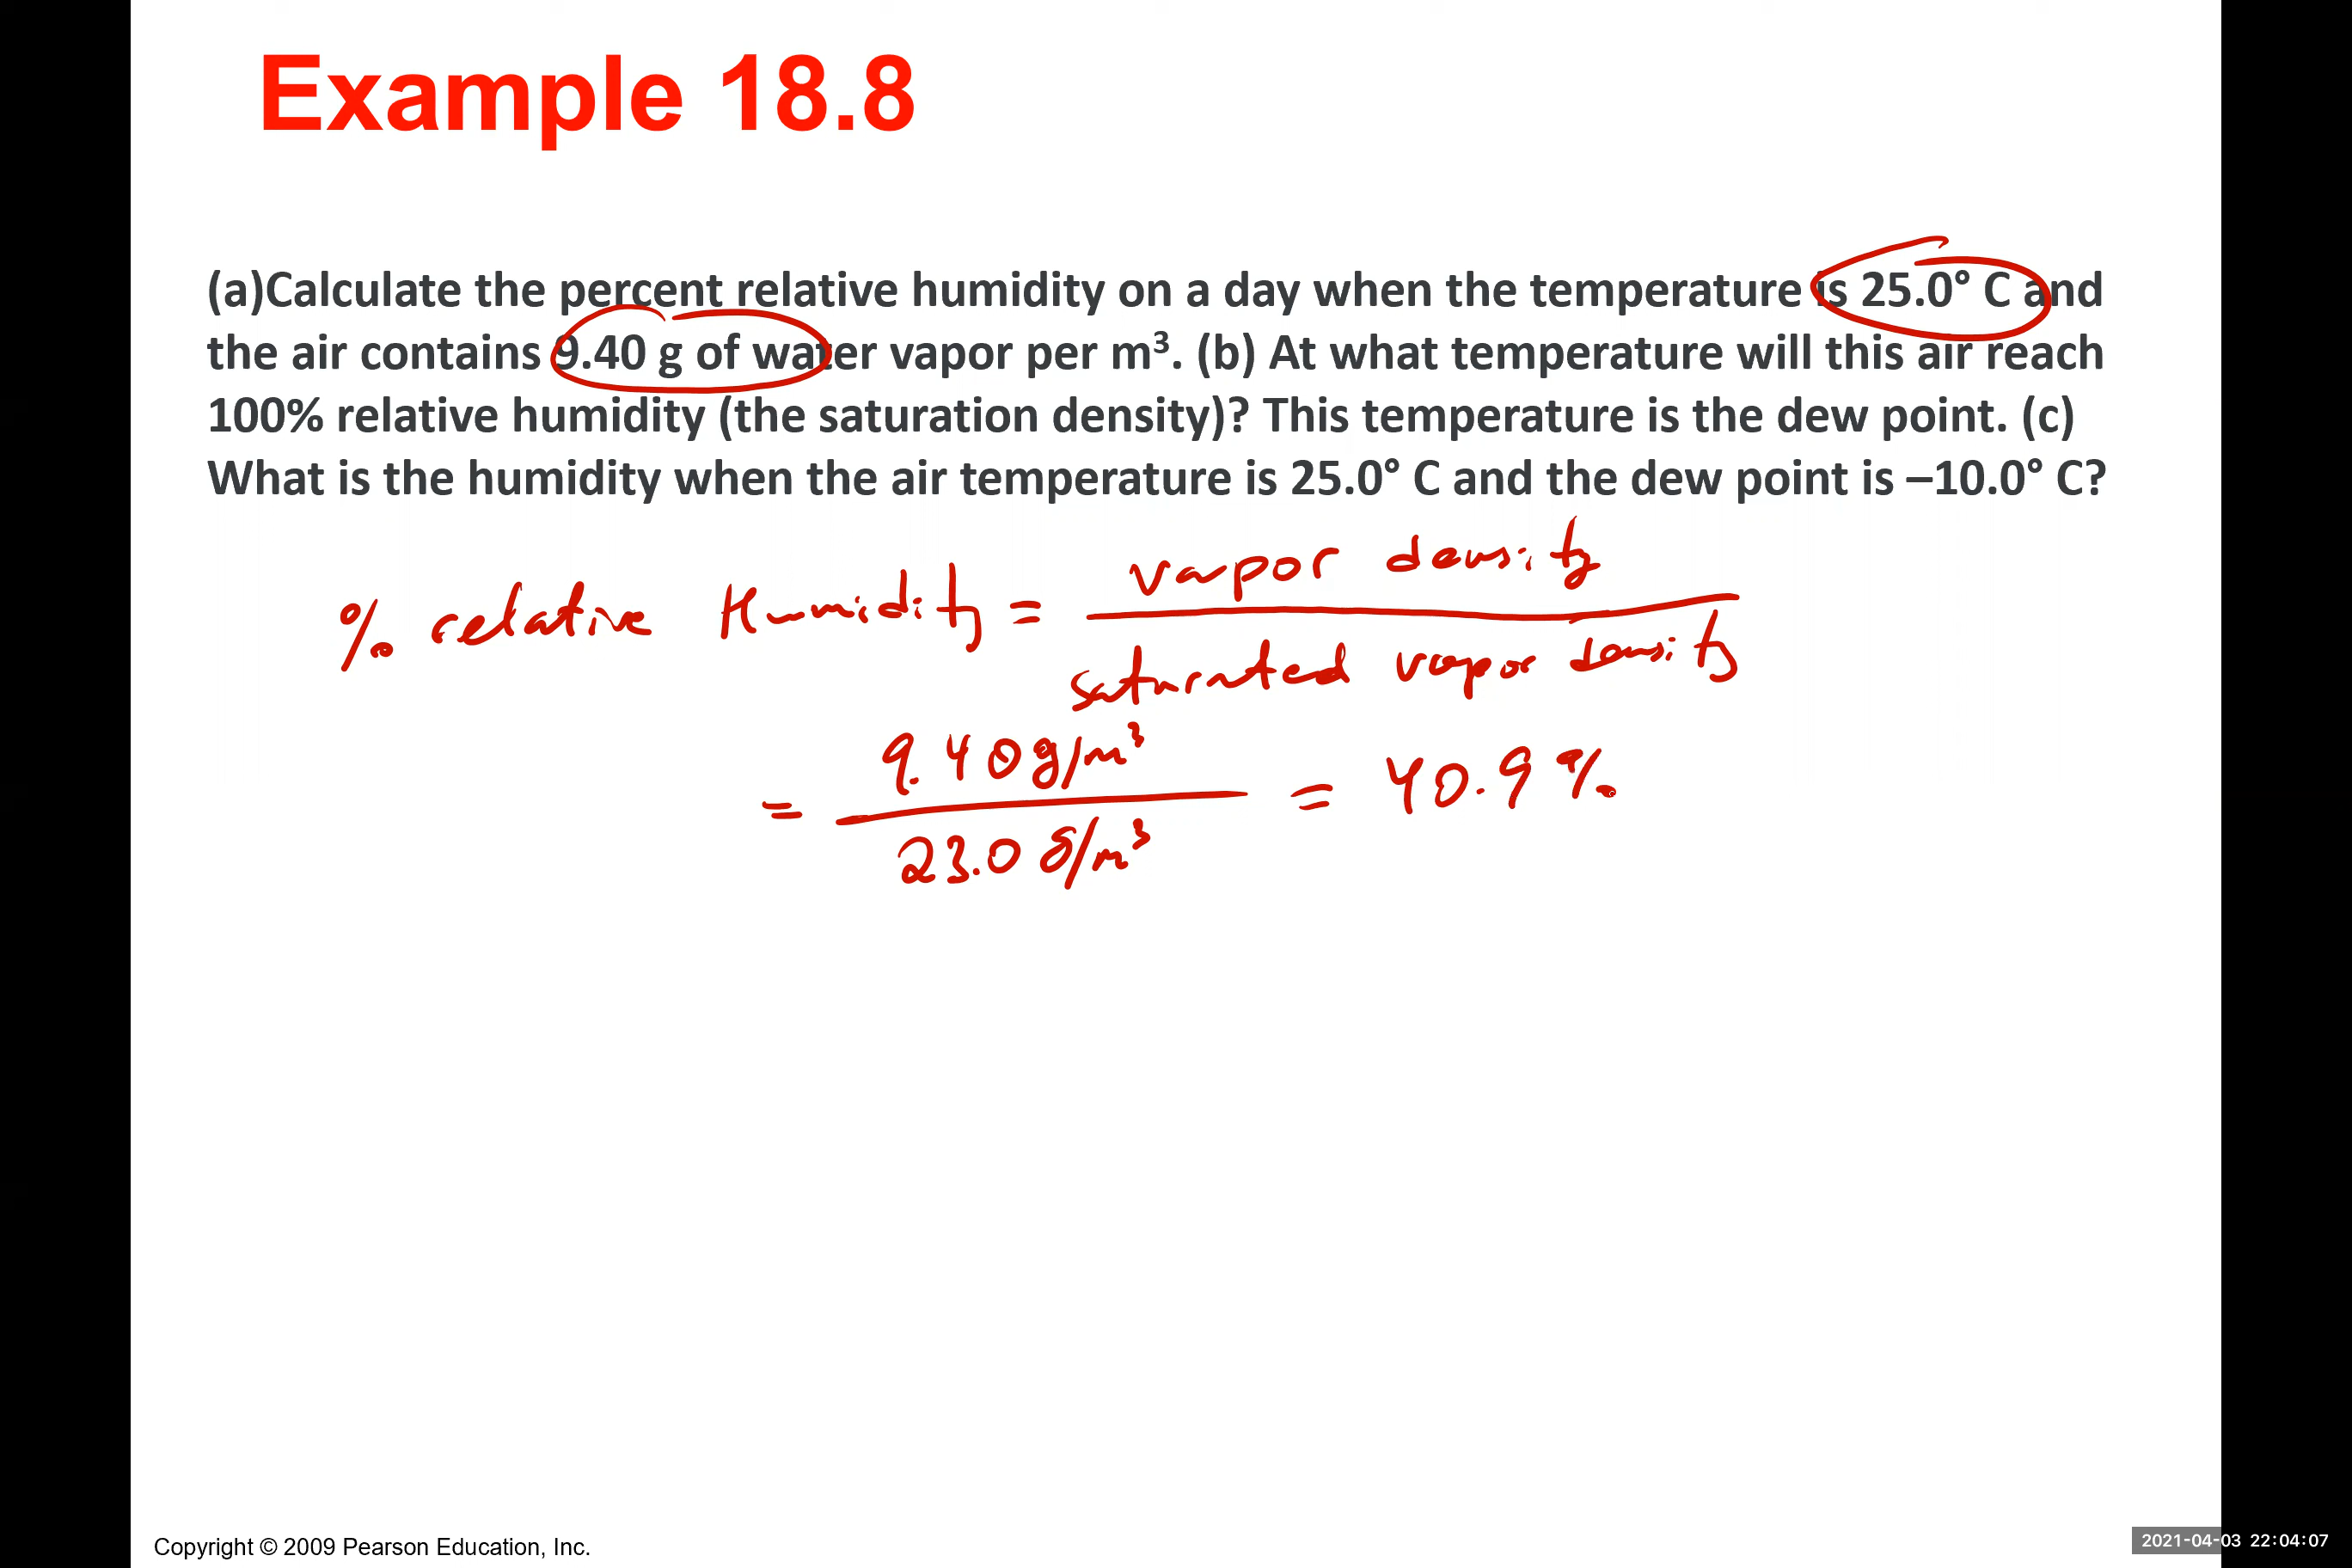 Example 18.8
(a)Calculate the percent relative humidity on a day when the temperature is 25.0° C and
the air contains 9.40 g of water vapor per m³. (b) At what temperature will this air reach
100% relative humidity (the saturation density)? This temperature is the dew point. (c)
What is the humidity when the air temperature is 25.0° C and the dew point is –10.0° C?
% relative Humidity = vapor density
saturated vapor density
= 9.40 g/m³ = 40.9 %
23.0 g/m³
Copyright © 2009 Pearson Education, Inc.
2021-04-03 22:04:07